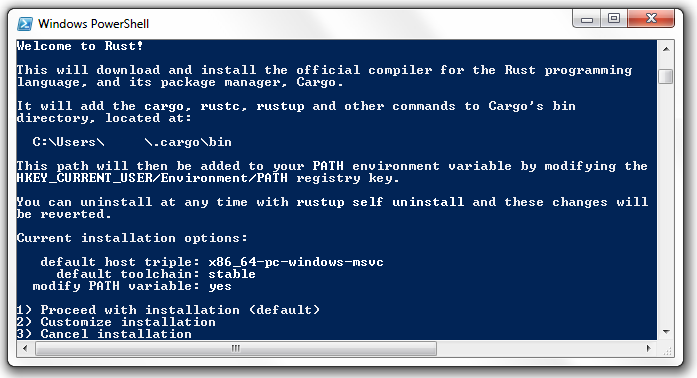 Windows PowerShell
Welcome to Rust!
This will download and install the official compiler for the Rust programming
language, and its package manager, Cargo.
It will add the cargo, rustc, rustup and other commands to Cargo's bin
directory, located at:
C:\Users\      \.cargo\bin
This path will then be added to your PATH environment variable by modifying the
HKEY_CURRENT_USER/Environment/PATH registry key.
You can uninstall at any time with rustup self uninstall and these changes will
be reverted.
Current installation options:
default host triple: x86_64-pc-windows-msvc
default toolchain: stable
modify PATH variable: yes
1) Proceed with installation (default)
2) Customize installation
3) Cancel installation